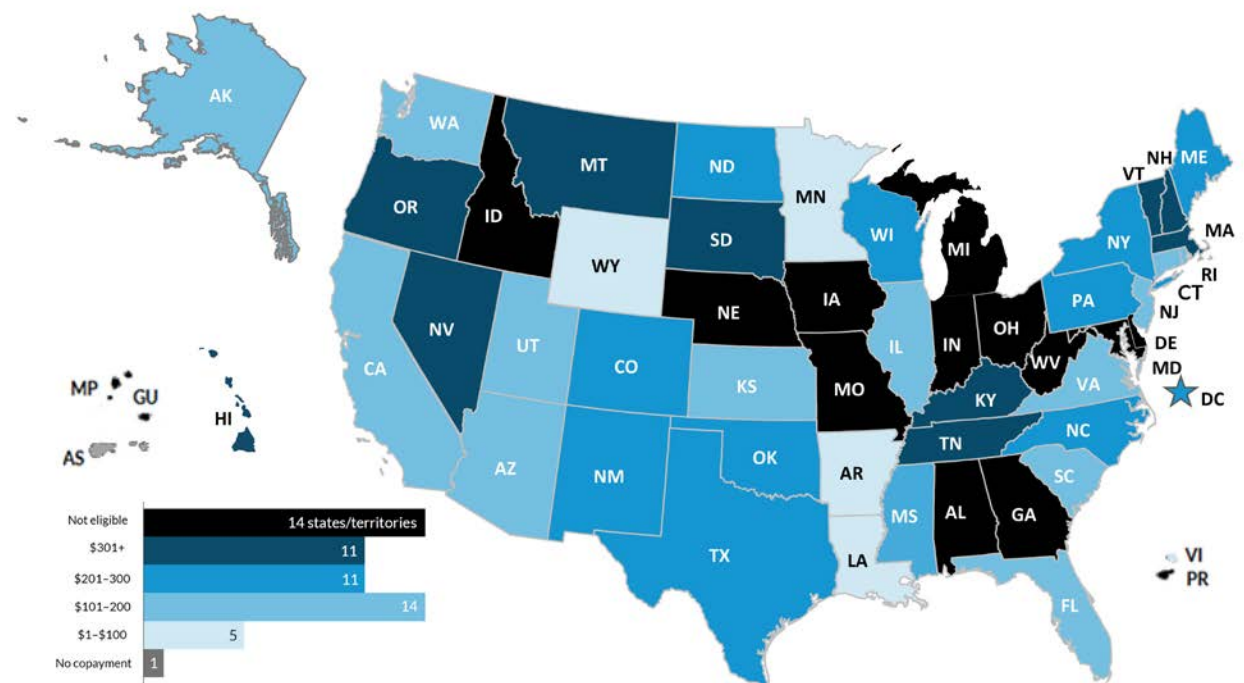 AK
WA
MT
ND
MN
NH
ME
VT
OR
ID
WI
NY
MA
SD
MI
WY
RI
CT
IA
PA
NE
OH
NJ
NV
IN
DE
UT
IL
WV
MD
CA
CO
KS
MO
VA
MP
GU
KY
DC
HI
NC
TN
AS
OK
AR
SC
AZ
NM
MS
AL
GA
Not eligible
14 states/territories
VI
$301+
11
TX
LA
$201–300
11
PR
$101–200
14
FL
$1–$100
5
No copayment
1